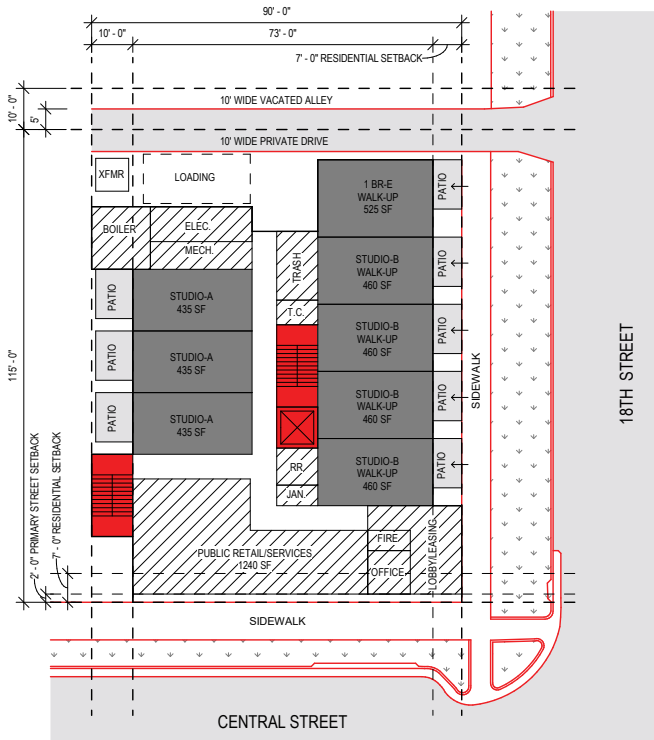 90' - 0"
10' - 0"
73' - 0"
7' - 0" RESIDENTIAL SETBACK
10' - 0"
5'
10' WIDE VACATED ALLEY
10' WIDE PRIVATE DRIVE
XFMR
LOADING
1 BR-E
WALK-UP
525 SF
PATIO
BOILER
ELEC.
MECH.
TRASH
STUDIO-B
WALK-UP
460 SF
PATIO
PATIO
STUDIO-A
435 SF
T.C.
STUDIO-B
WALK-UP
460 SF
PATIO
PATIO
STUDIO-A
435 SF
STUDIO-B
WALK-UP
460 SF
PATIO
SIDEWALK
18TH STREET
115' - 0"
PATIO
STUDIO-A
435 SF
STUDIO-B
WALK-UP
460 SF
PATIO
RR.
JAN.
2' - 0" PRIMARY STREET SETBACK
7' - 0" RESIDENTIAL SETBACK
PUBLIC RETAIL/SERVICES
1240 SF
FIRE
OFFICE
LOBBY/LEASING
SIDEWALK
CENTRAL STREET